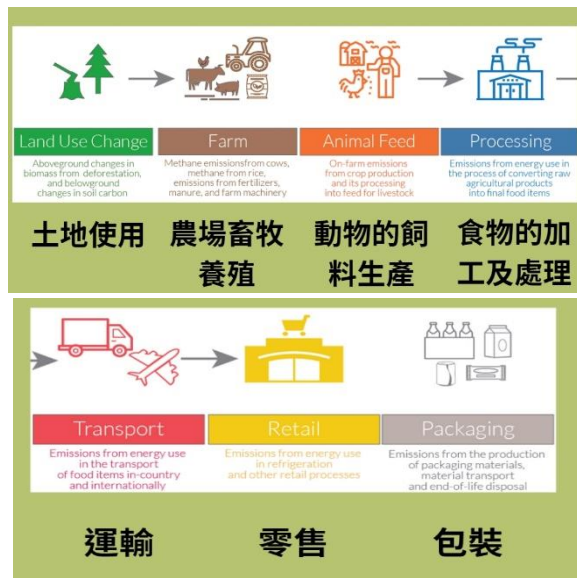 Land Use Change
Aboveground changes in
biomass from deforestation,
and belowground
changes in soil carbon
土地使用
Farm
Methane emissionsfrom cows,
methane from rice,
emissions from fertilizers,
manure, and farm machinery
農場畜牧
養殖
Animal Feed
On-farm emissions
from crop production
and its processing
into feed for livestock
動物的飼
料生產
Processing
Emissions from energy use in
the process of converting raw
agricultural products
into final food items
食物的加
工及處理
Transport
Emissions from energy use
in the transport
of food items in-country
and internationally
運輸
Retail
Emissions from energy use
in refrigeration
and other retail processes
零售
Packaging
Emissions from the production
of packaging materials,
material transport
and end-of-life disposal
包裝